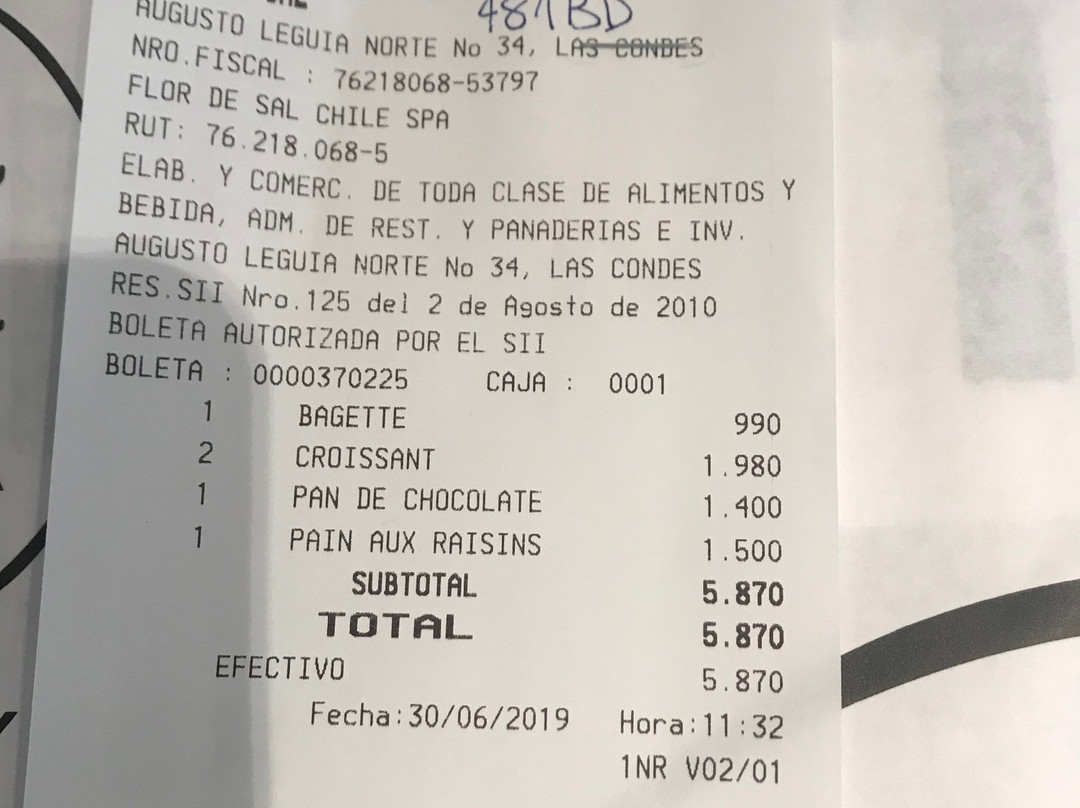 AUGUSTO LEGUIA NORTE No 34, LAS CONDES
NRO.FISCAL : 76218068-53797
FLOR DE SAL CHILE SPA
RUT: 76.218.068-5
ELAB. Y COMERC. DE TODA CLASE DE ALIMENTOS Y
BEBIDA, ADM. DE REST. Y PANADERIAS E INV.
AUGUSTO LEGUIA NORTE No 34, LAS CONDES
RES.SII Nro.125 del 2 de Agosto de 2010
BOLETA AUTORIZADA POR EL SII
BOLETA : 0000370225 CAJA : 0001
1 BAGETTE 990
2 CROISSANT 1.980
1 PAN DE CHOCOLATE 1.400
1 PAIN AUX RAISINS 1.500
SUBTOTAL 5.870
TOTAL 5.870
EFECTIVO 5.870
Fecha:30/06/2019 Hora:11:32
1NR V02/01